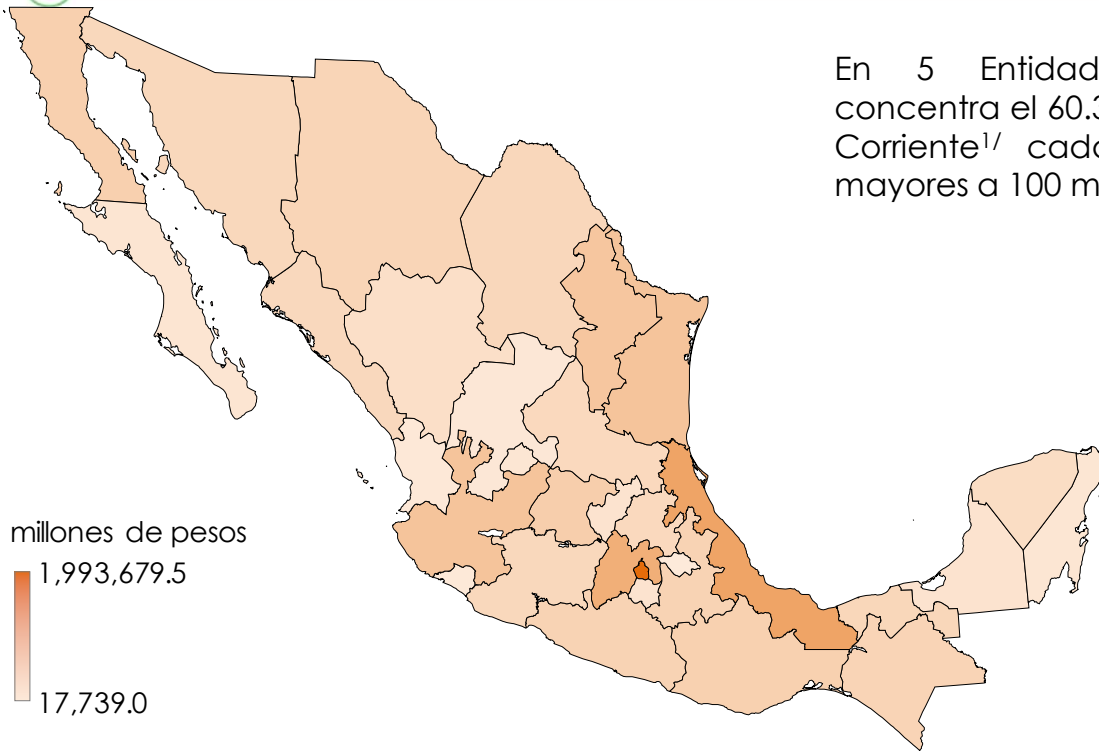 En 5 Entidad
concentra el 60.3
Corriente1/ cada
mayores a 100 m
millones de pesos
1,993,679.5
17,739.0